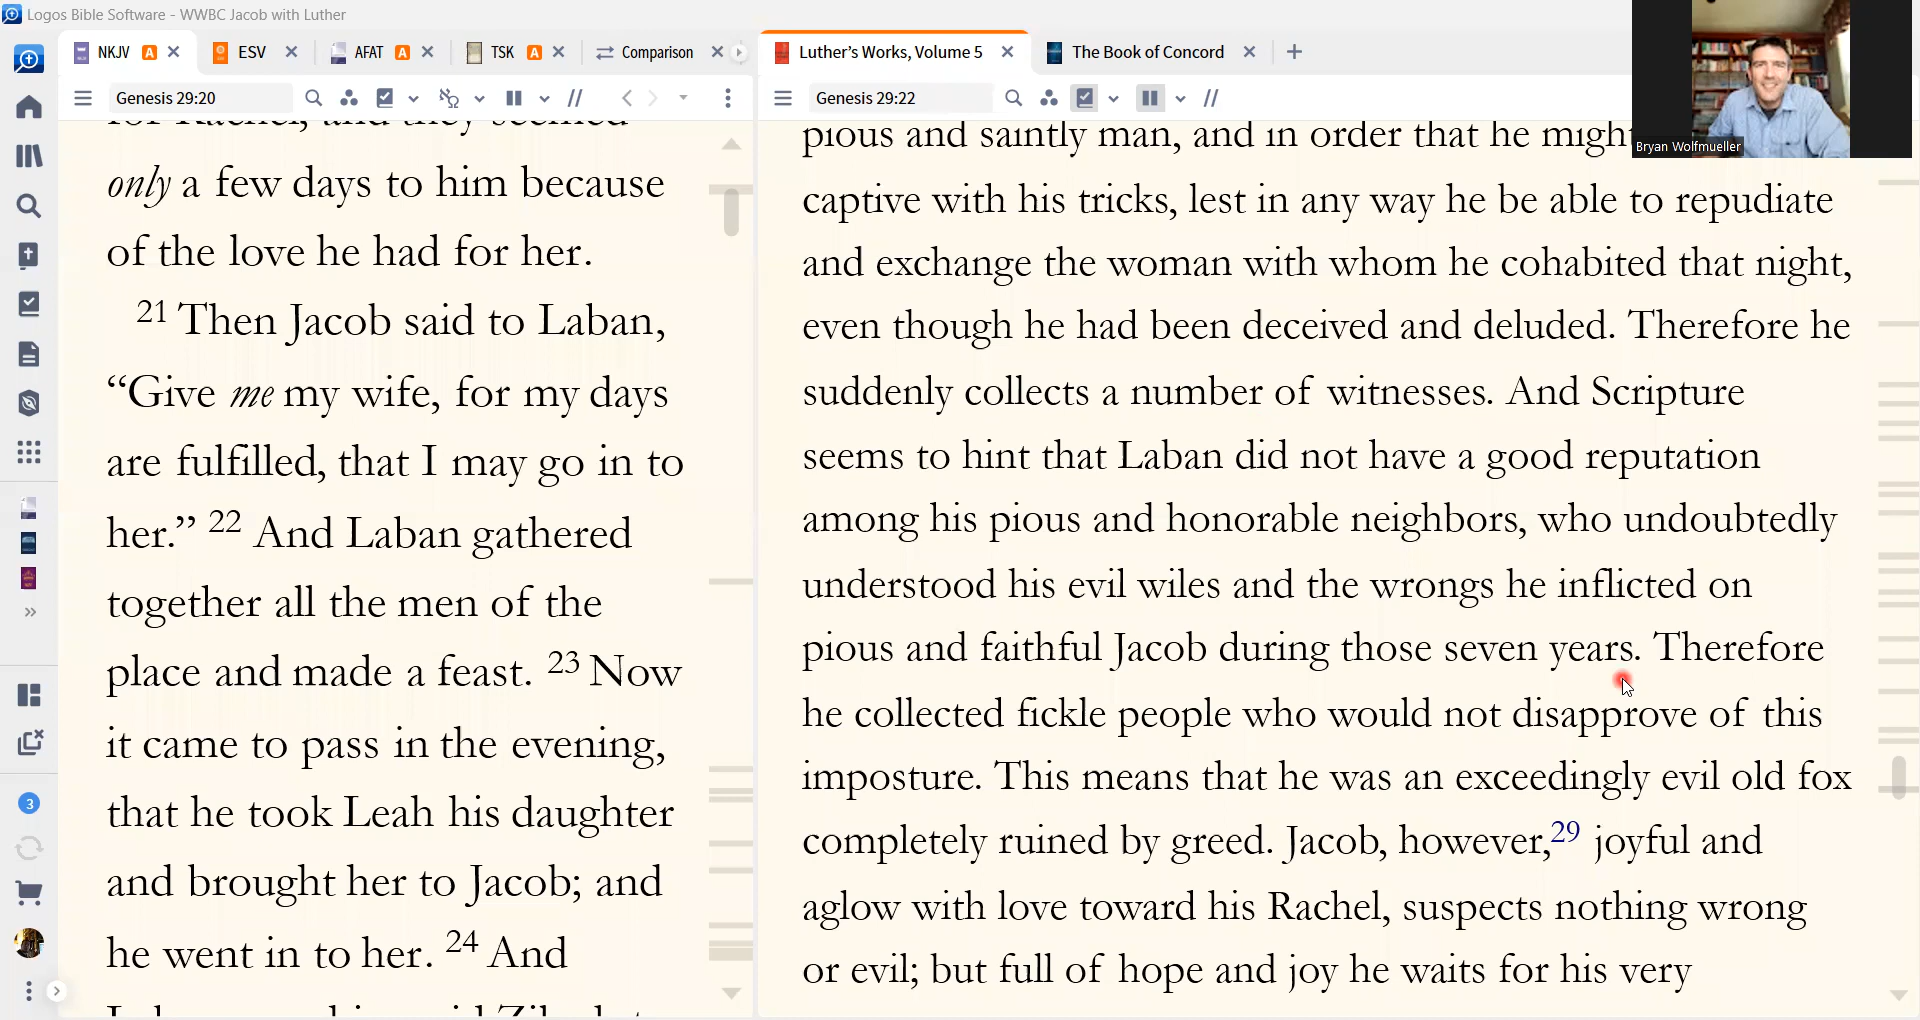 Logos Bible Software - WWBC Jacob with Luther
NKJV A
ESV
AFAT A
TSK A
Comparison
Luther’s Works, Volume 5
The Book of Concord
Genesis 29:20
Genesis 29:22
Bryan Wolfmueller
for Rachel, and they seemed
only a few days to him because
of the love he had for her.
21 Then Jacob said to Laban,
“Give me my wife, for my days
are fulfilled, that I may go in to
her.” 22 And Laban gathered
together all the men of the
place and made a feast. 23 Now
it came to pass in the evening,
that he took Leah his daughter
and brought her to Jacob; and
he went in to her. 24 And
pious and saintly man, and in order that he might
captive with his tricks, lest in any way he be able to repudiate
and exchange the woman with whom he cohabited that night,
even though he had been deceived and deluded. Therefore he
suddenly collects a number of witnesses. And Scripture
seems to hint that Laban did not have a good reputation
among his pious and honorable neighbors, who undoubtedly
understood his evil wiles and the wrongs he inflicted on
pious and faithful Jacob during those seven years. Therefore
he collected fickle people who would not disapprove of this
imposture. This means that he was an exceedingly evil old fox
completely ruined by greed. Jacob, however,29 joyful and
aglow with love toward his Rachel, suspects nothing wrong
or evil; but full of hope and joy he waits for his very
3